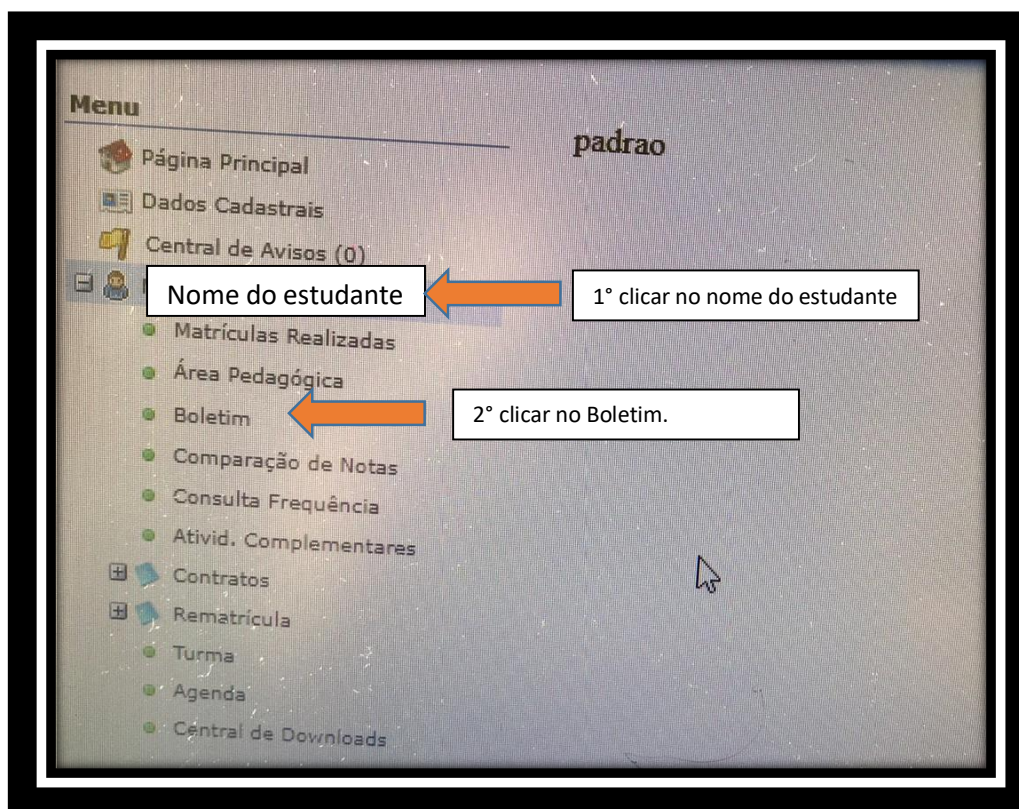 Menu
padrao
Página Principal
Dados Cadastrais
Central de Avisos (0)
Nome do estudante
1° clicar no nome do estudante
Matrículas Realizadas
Área Pedagógica
Boletim
2° clicar no Boletim.
Comparação de Notas
Consulta Frequência
Ativid. Complementares
Contratos
Rematrícula
Turma
Agenda
Central de Downloads